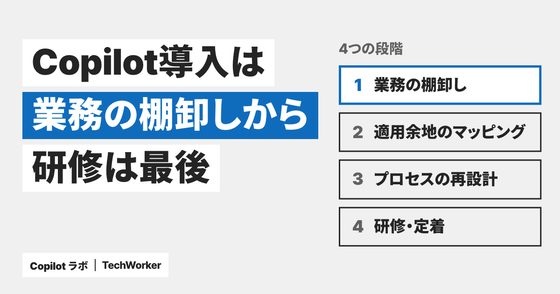 Copilot導入は
業務の棚卸しから
研修は最後
4つの段階
1 業務の棚卸し
2 適用余地のマッピング
3 プロセスの再設計
4 研修・定着
Copilot ラボ | TechWorker